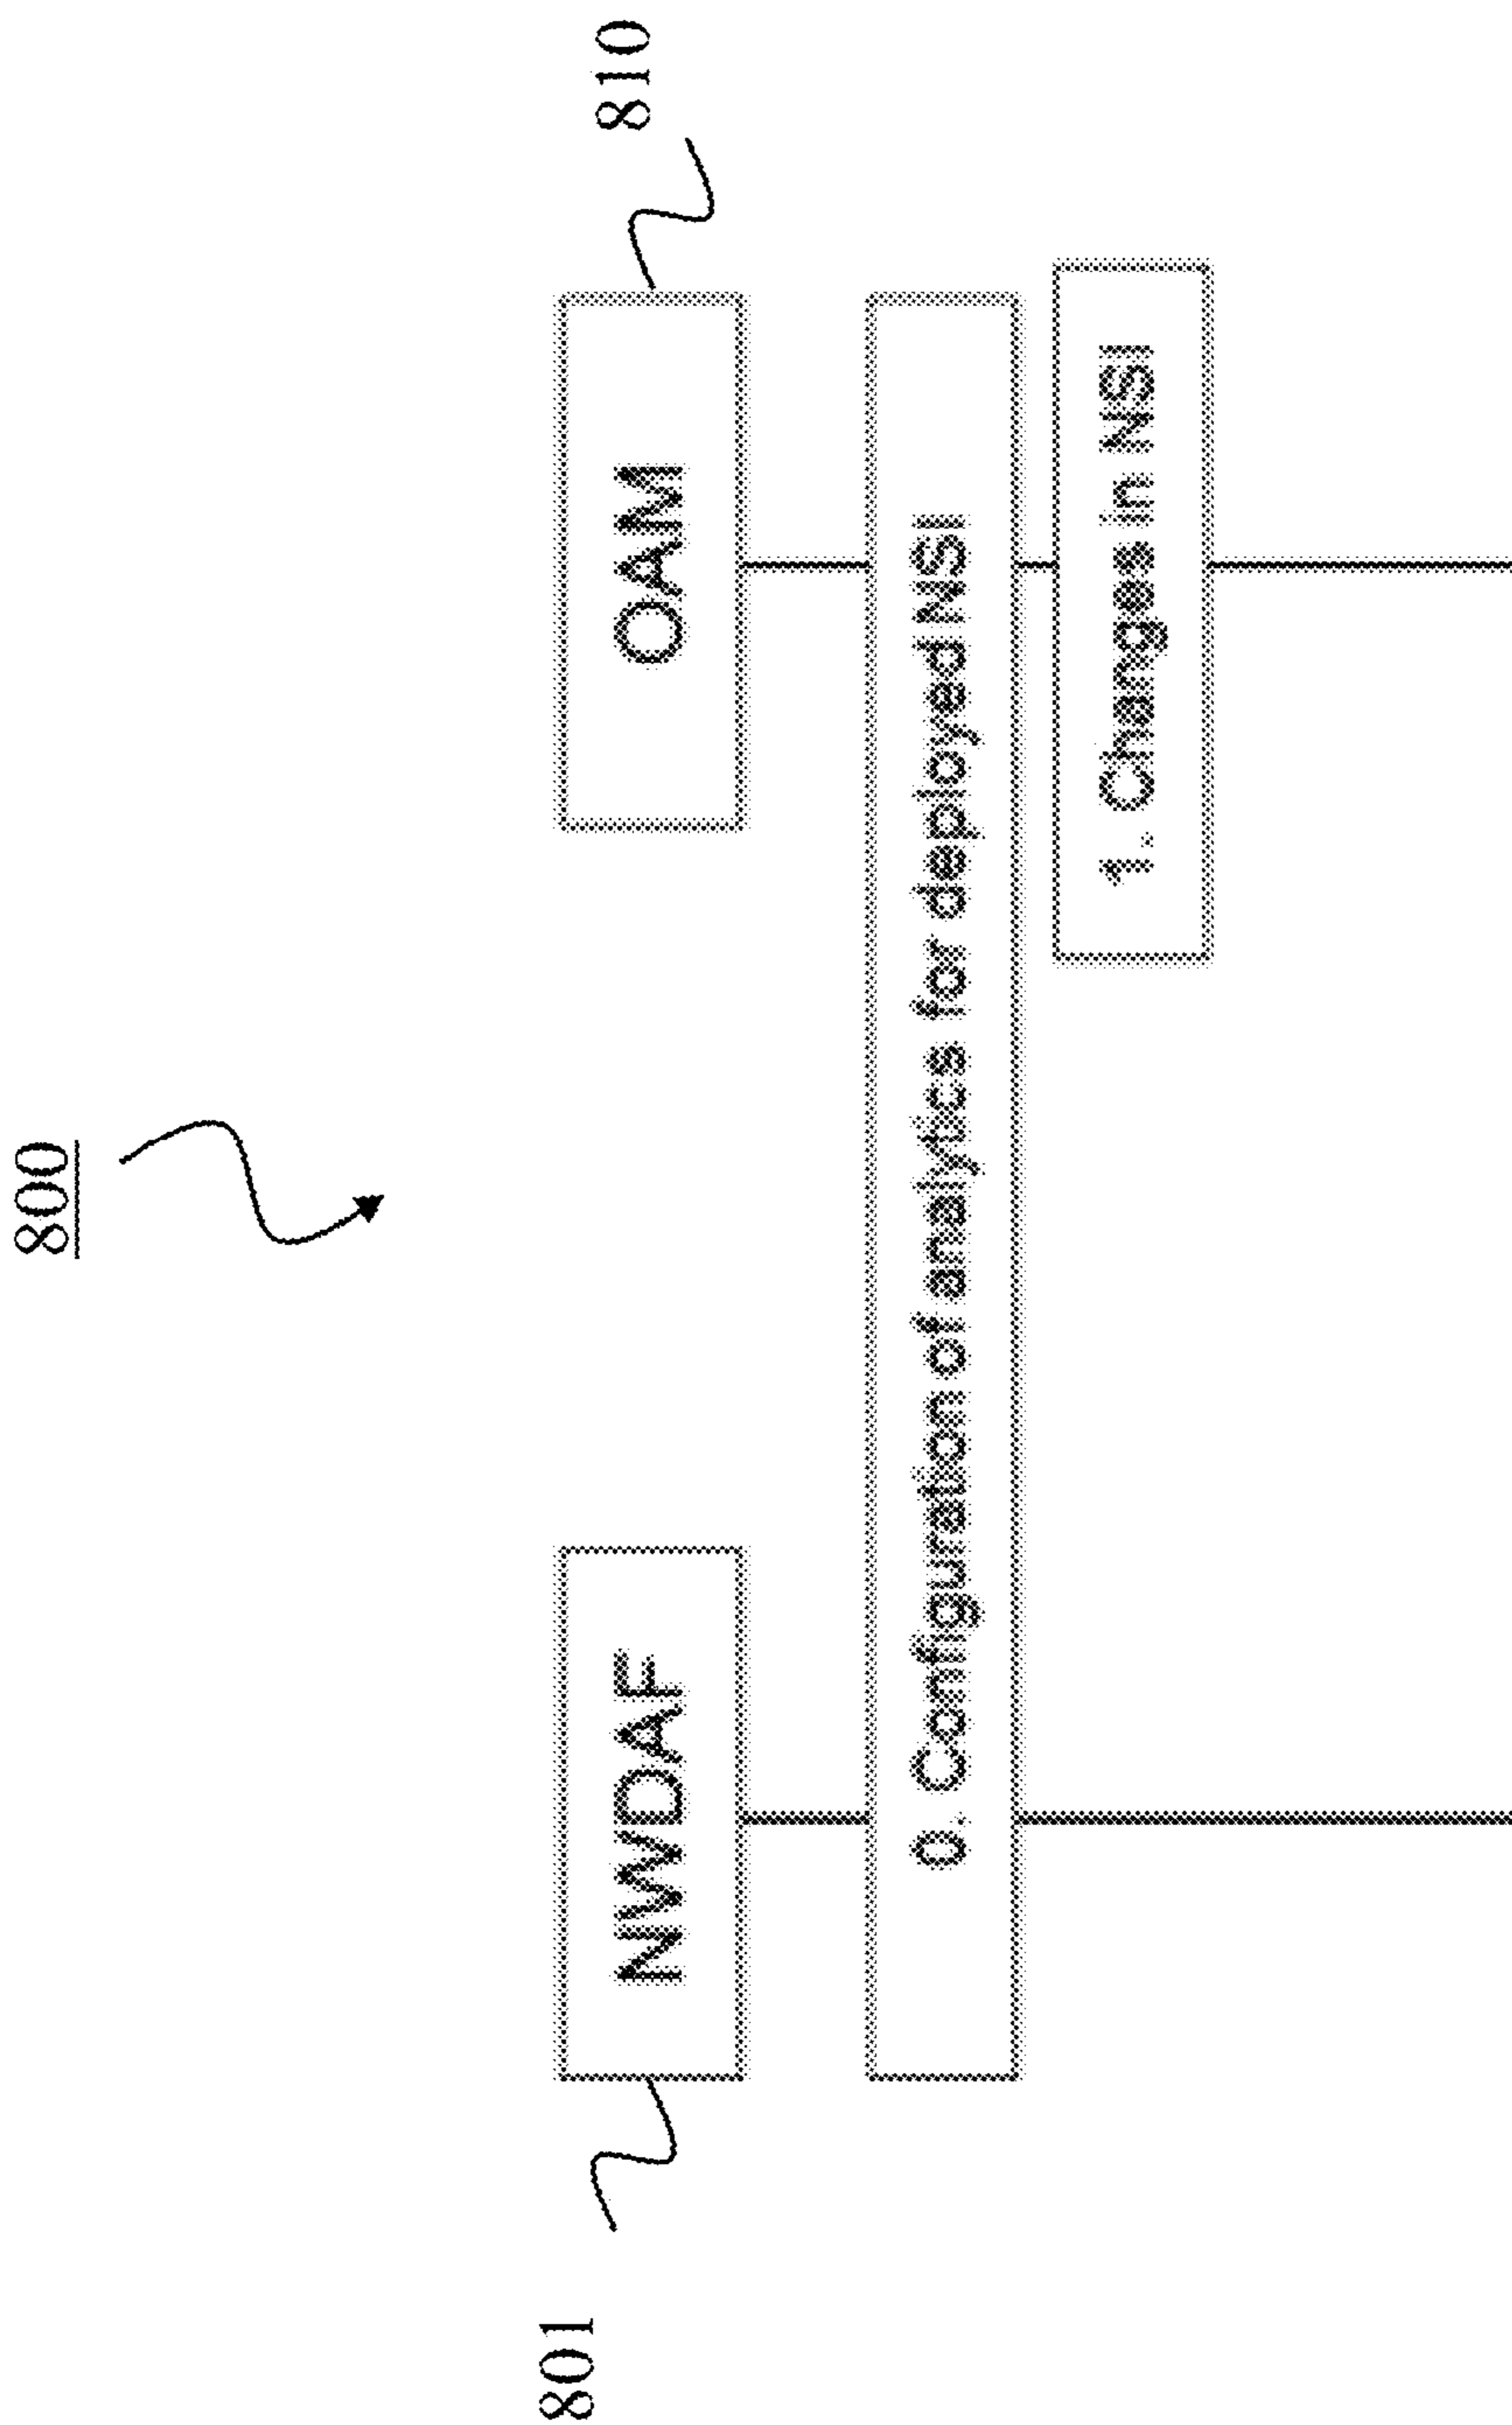 800
801
NWDAF
OAM
810
0. Configuration of analytics for deployed NSI
1. Changes in NSI